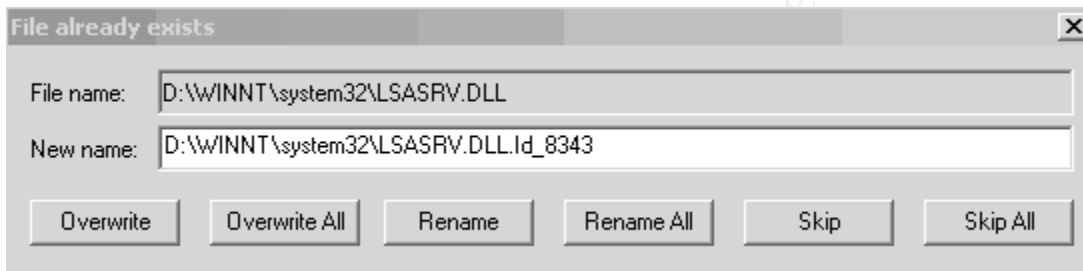 File already exists
File name: D:\WINNT\system32\LSASRV.DLL
New name: D:\WINNT\system32\LSASRV.DLL.Id_8343
Overwrite Overwrite All Rename Rename All Skip Skip All